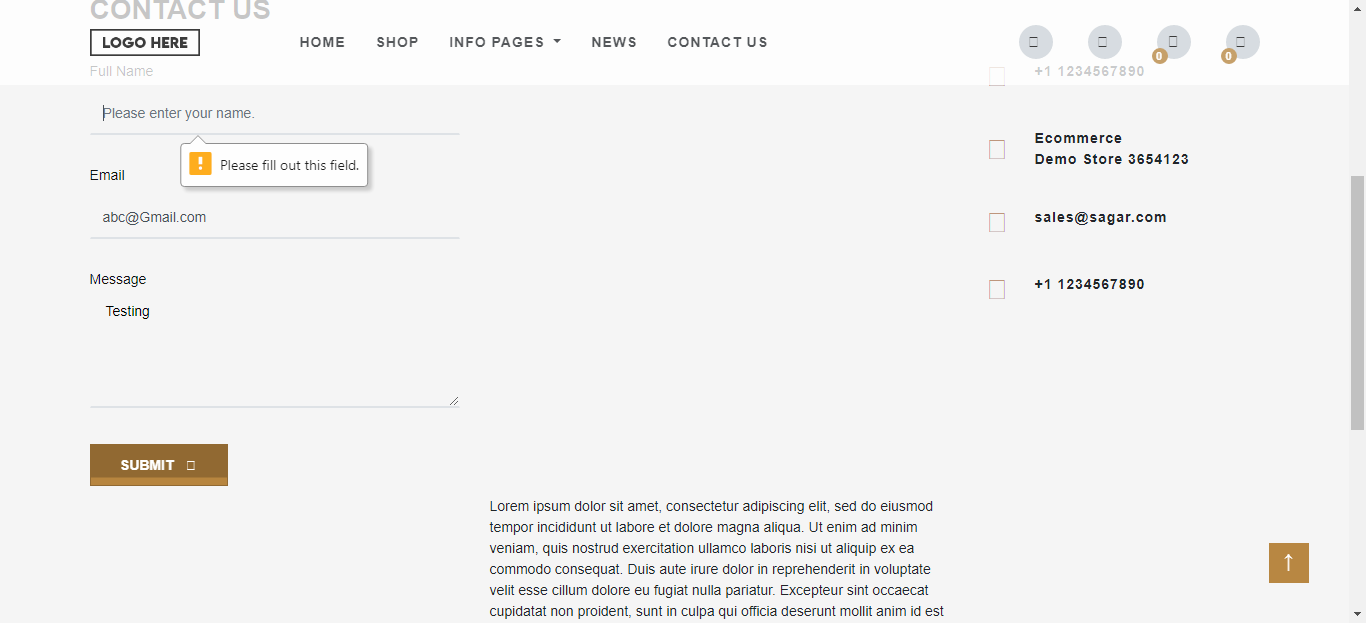 CONTACT US
LOGO HERE
HOME SHOP INFO PAGES NEWS CONTACT US
0 0
Full Name
Please enter your name.
Please fill out this field.
Email
abc@Gmail.com
Message
Testing
SUBMIT
+1 1234567890
Ecommerce
Demo Store 3654123
sales@sagar.com
+1 1234567890
Lorem ipsum dolor sit amet, consectetur adipiscing elit, sed do eiusmod
tempor incididunt ut labore et dolore magna aliqua. Ut enim ad minim
veniam, quis nostrud exercitation ullamco laboris nisi ut aliquip ex ea
commodo consequat. Duis aute irure dolor in reprehenderit in voluptate
velit esse cillum dolore eu fugiat nulla pariatur. Excepteur sint occaecat
cupidatat non proident, sunt in culpa qui officia deserunt mollit anim id est